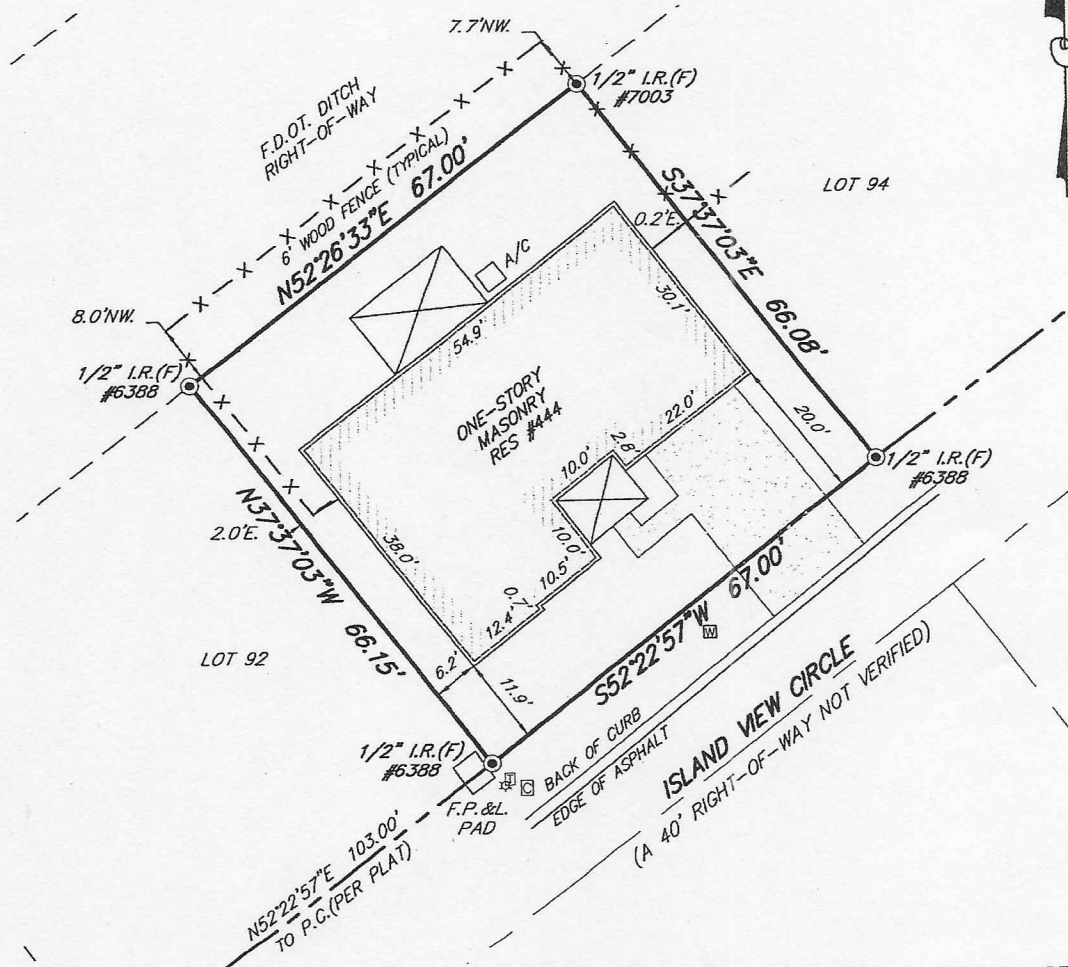 7.7'NW.
1/2" I.R.(F)
#7003
F.D.OT. DITCH
RIGHT-OF-WAY
6' WOOD FENCE (TYPICAL)
N52°26'33"E 67.00'
S37°37'03"E 66.08'
LOT 94
0.2'E.
A/C
8.0'NW.
1/2" I.R.(F)
#6388
54.9'
30.1'
ONE-STORY
MASONRY
RES #444
22.0'
2.8'
10.0'
20.0'
1/2" I.R.(F)
#6388
N37°37'03"W 66.15'
2.0'E.
38.0'
10.0'
10.5'
0.7'
12.4'
6.2'
11.9'
LOT 92
S52°22'57"W 67.00'
W
1/2" I.R.(F)
#6388
T
C
F.P.&L.
PAD
BACK OF CURB
EDGE OF ASPHALT
ISLAND VIEW CIRCLE
(A 40' RIGHT-OF-WAY NOT VERIFIED)
N52°22'57"E 103.00'
TO P.C.(PER PLAT)